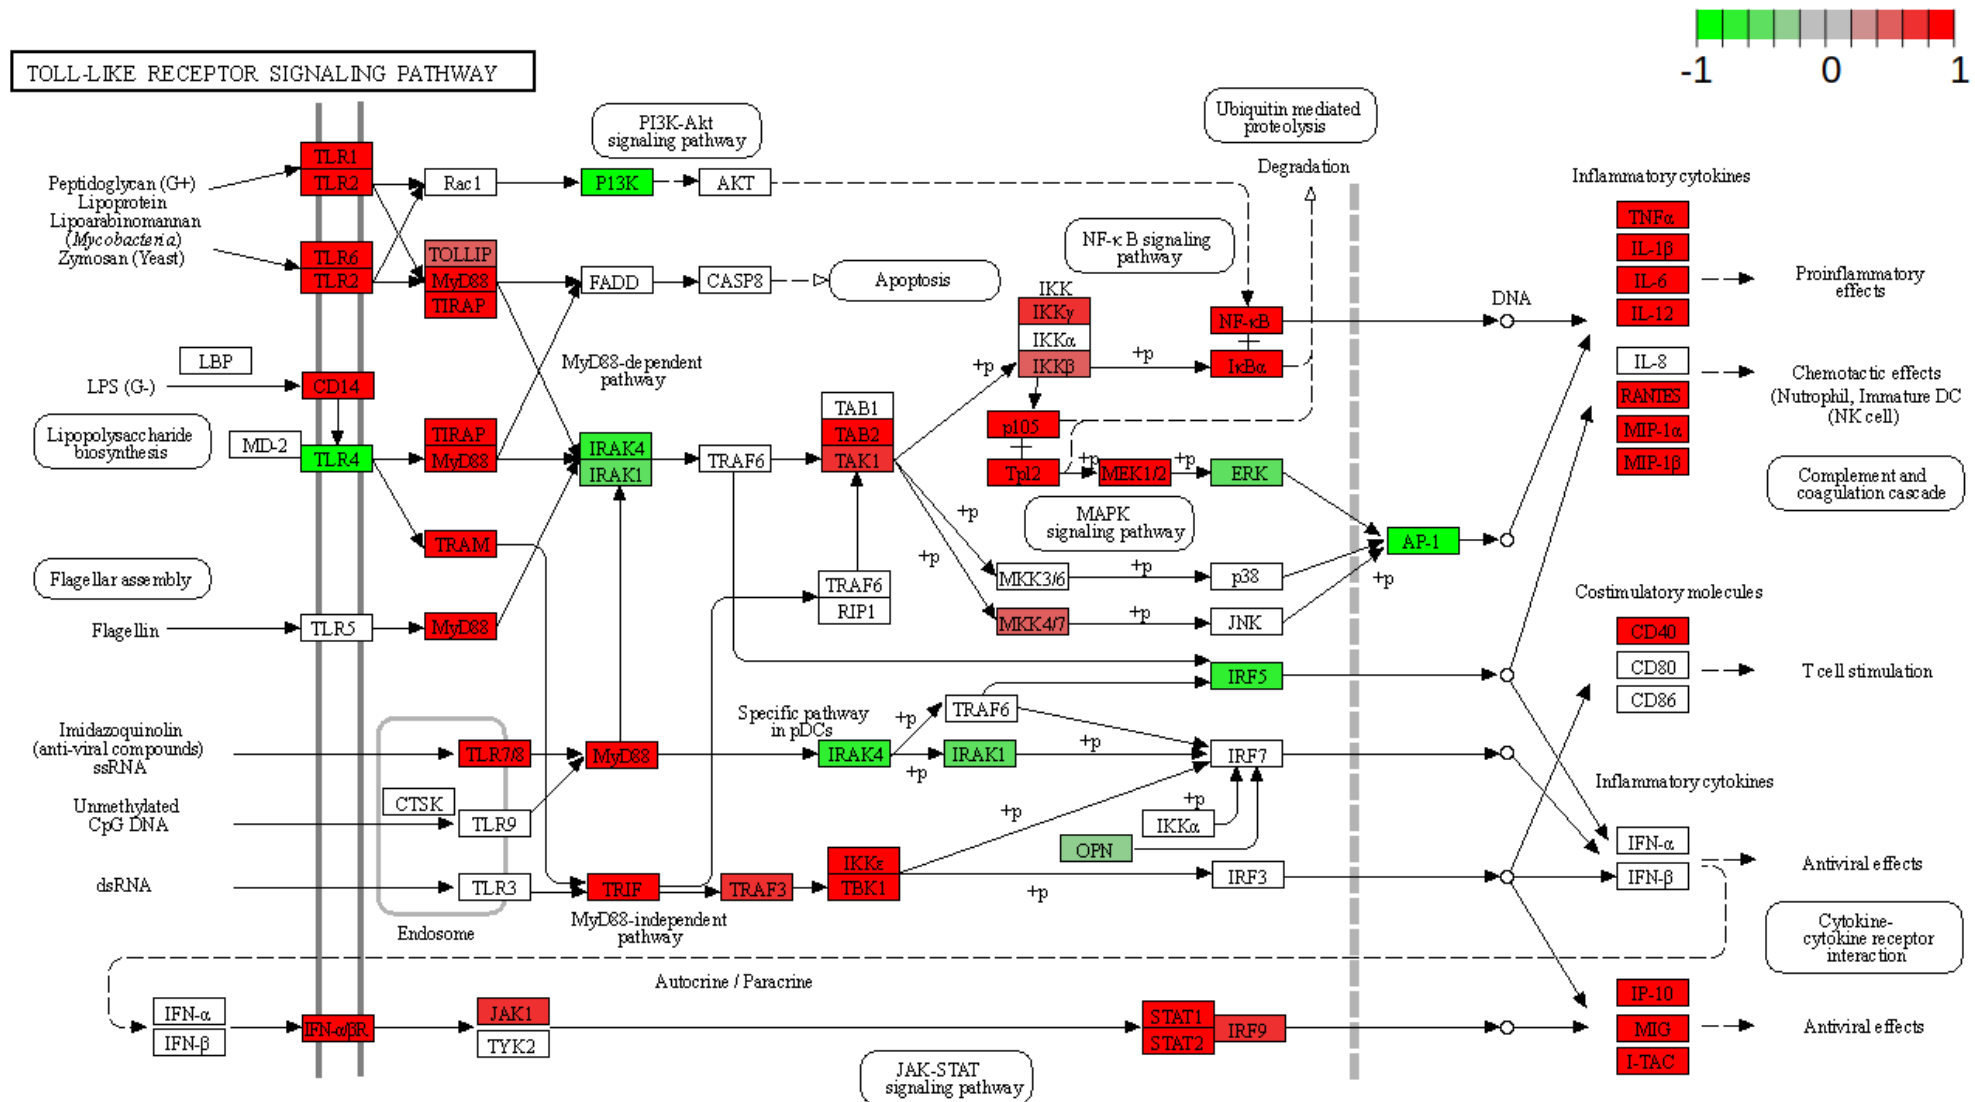 -1
0
1
TOLL-LIKE RECEPTOR SIGNALING PATHWAY
PI3K-Akt
signaling pathway
Ubiquitin mediated
proteolysis
Degradation
Peptidoglycan (G+)
Lipoprotein
Lipoarabinomannan
(Mycobacteria)
Zymosan (Yeast)
TLR1
TLR2
Rac1
P13K
AKT
Inflammatory cytokines
TNFα
IL-1β
IL-6
IL-12
Proinflammatory
effects
TLR6
TLR2
TOLLIP
MyD88
TIRAP
FADD
CASP8
Apoptosis
NF-κ B signaling
pathway
IKK
IKKγ
IKKα
IKKβ
NF-κB
IκBα
+p
+p
DNA
LBP
LPS (G-)
CD14
MyD88-dependent
pathway
IL-8
RANTES
MIP-1α
MIP-1β
Chemotactic effects
(Nutrophil, Immature DC
(NK cell)
Lipopolysaccharide
biosynthesis
MD-2
TLR4
TIRAP
MyD88
IRAK4
IRAK1
TRAF6
TAB1
TAB2
TAK1
p105
Tpl2
+p
MEK1/2
+p
ERK
Complement and
coagulation cascade
MAPK
signaling pathway
TRAM
+p
+p
AP-1
+p
Flagellar assembly
TRAF6
RIP1
MKK3/6
+p
p38
MKK4/7
+p
JNK
Flagellin
TLR5
MyD88
Costimulatory molecules
CD40
CD80
CD86
T cell stimulation
IRF5
Specific pathway
in pDCs
+p
TRAF6
Imidazoquinolin
(anti-viral compounds)
ssRNA
TLR7/8
MyD88
IRAK4
+p
IRAK1
+p
IRF7
Inflammatory cytokines
Unmethylated
CpG DNA
CTSK
TLR9
+p
+p
IKKα
OPN
IFN-α
IFN-β
Antiviral effects
dsRNA
TLR3
TRIF
TRAF3
IKKε
TBK1
+p
IRF3
MyD88-independent
pathway
Endosome
Cytokine-
cytokine receptor
interaction
Autocrine / Paracrine
IFN-α
IFN-β
IFN-α/βR
JAK1
TYK2
STAT1
STAT2
IRF9
IP-10
MIG
I-TAC
Antiviral effects
JAK-STAT
signaling pathway